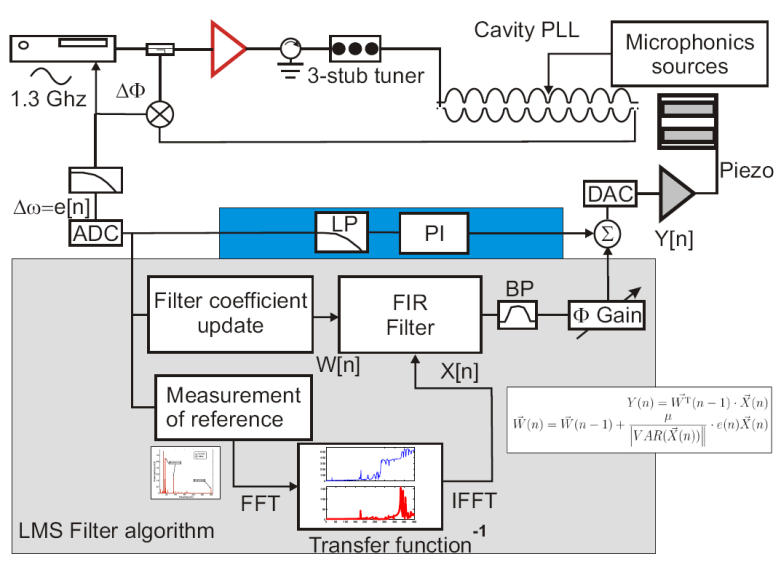 Cavity PLL
Microphonics
sources
3-stub tuner
1.3 Ghz
ΔΦ
Piezo
DAC
Δω=e[n]
ADC
LP
PI
Σ
Y[n]
Filter coefficient
update
FIR
Filter
BP
Φ Gain
W[n]
X[n]
Measurement
of reference
Y(n) = W⃗ᵀ(n − 1) · X⃗(n)
W⃗(n) = W⃗(n − 1) + μ / |VAR(X⃗(n))‖ · e(n)X⃗(n)
FFT
IFFT
LMS Filter algorithm
Transfer function -1